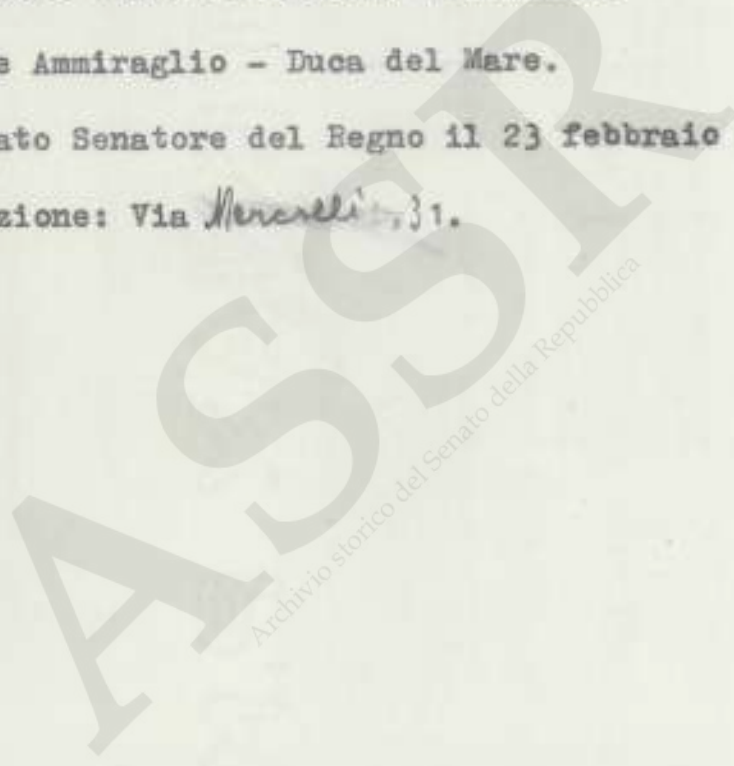 e Ammiraglio - Duca del Mare.
ato Senatore del Regno il 23 febbraio
zione: Via Mercalli, 31.
ASSR
Archivio storico del Senato della Repubblica